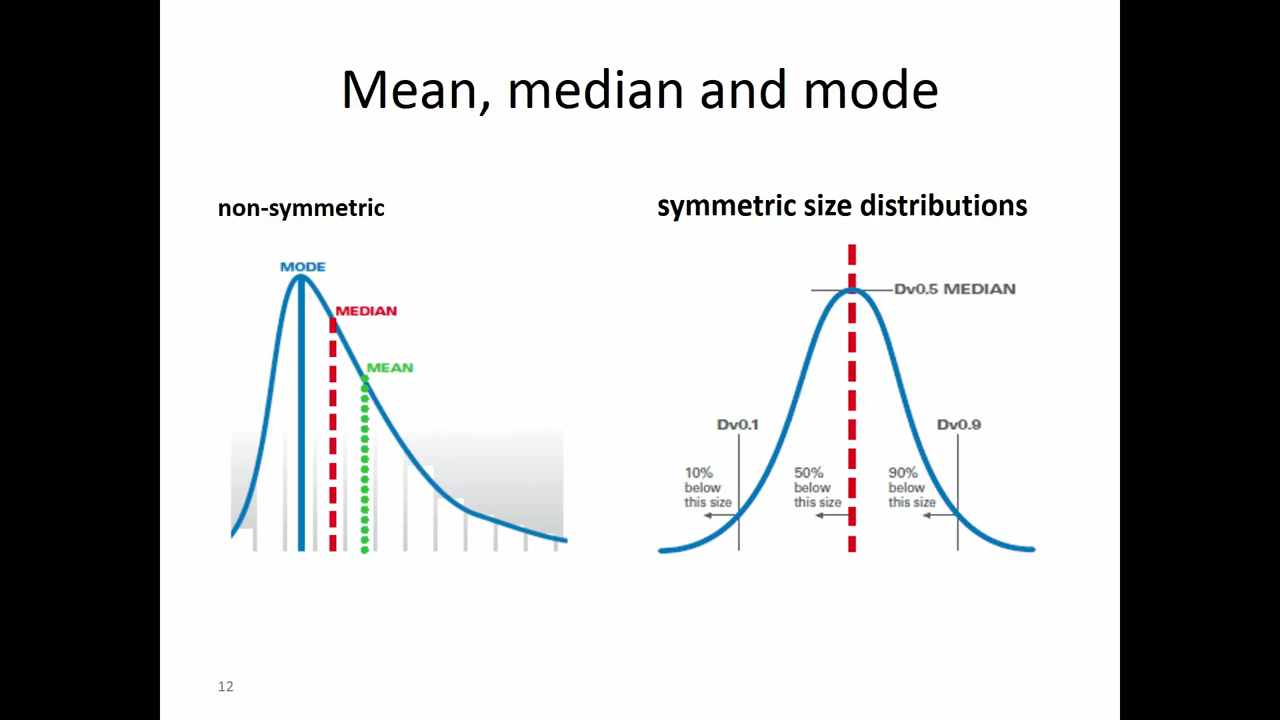 Mean, median and mode
non-symmetric
MODE
MEDIAN
MEAN
symmetric size distributions
Dv0.5 MEDIAN
Dv0.1
Dv0.9
10%
below
this size
50%
below
this size
90%
below
this size
12